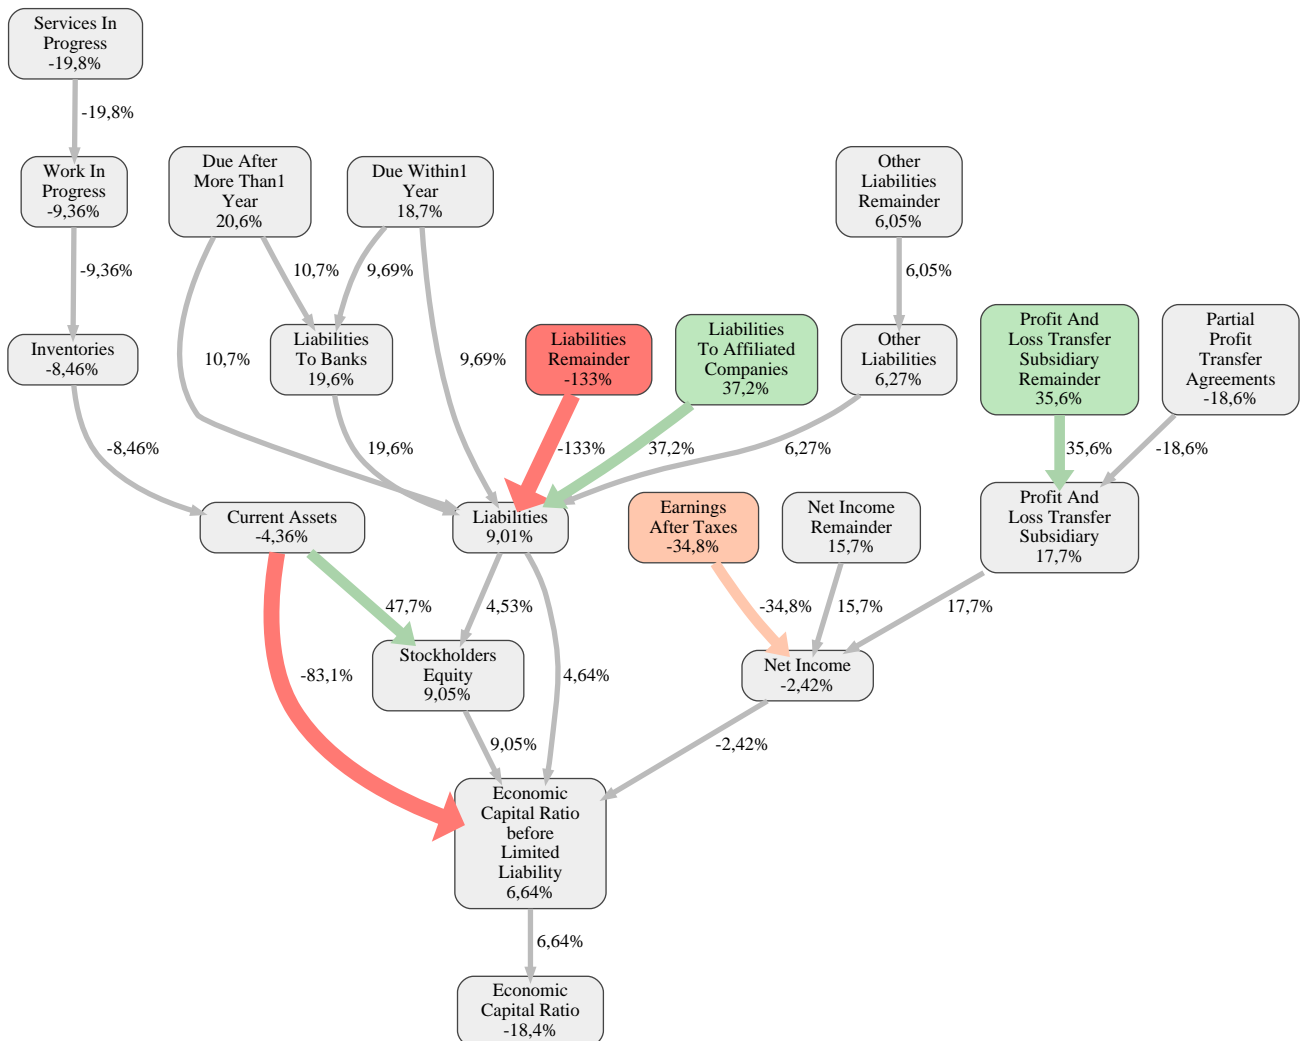 Services In
Progress
-19,8%
-19,8%
Work In
Progress
-9,36%
Due After
More Than1
Year
20,6%
Due Within1
Year
18,7%
Other
Liabilities
Remainder
6,05%
-9,36%
10,7%
9,69%
6,05%
Inventories
-8,46%
Liabilities
To Banks
19,6%
Liabilities
Remainder
-133%
Liabilities
To Affiliated
Companies
37,2%
Other
Liabilities
6,27%
Profit And
Loss Transfer
Subsidiary
Remainder
35,6%
Partial
Profit
Transfer
Agreements
-18,6%
10,7%
9,69%
-8,46%
19,6%
-133%
37,2%
6,27%
35,6%
-18,6%
Current Assets
-4,36%
Liabilities
9,01%
Earnings
After Taxes
-34,8%
Net Income
Remainder
15,7%
Profit And
Loss Transfer
Subsidiary
17,7%
47,7%
4,53%
-34,8%
15,7%
17,7%
-83,1%
Stockholders
Equity
9,05%
4,64%
Net Income
-2,42%
9,05%
-2,42%
Economic
Capital Ratio
before
Limited
Liability
6,64%
6,64%
Economic
Capital Ratio
-18,4%